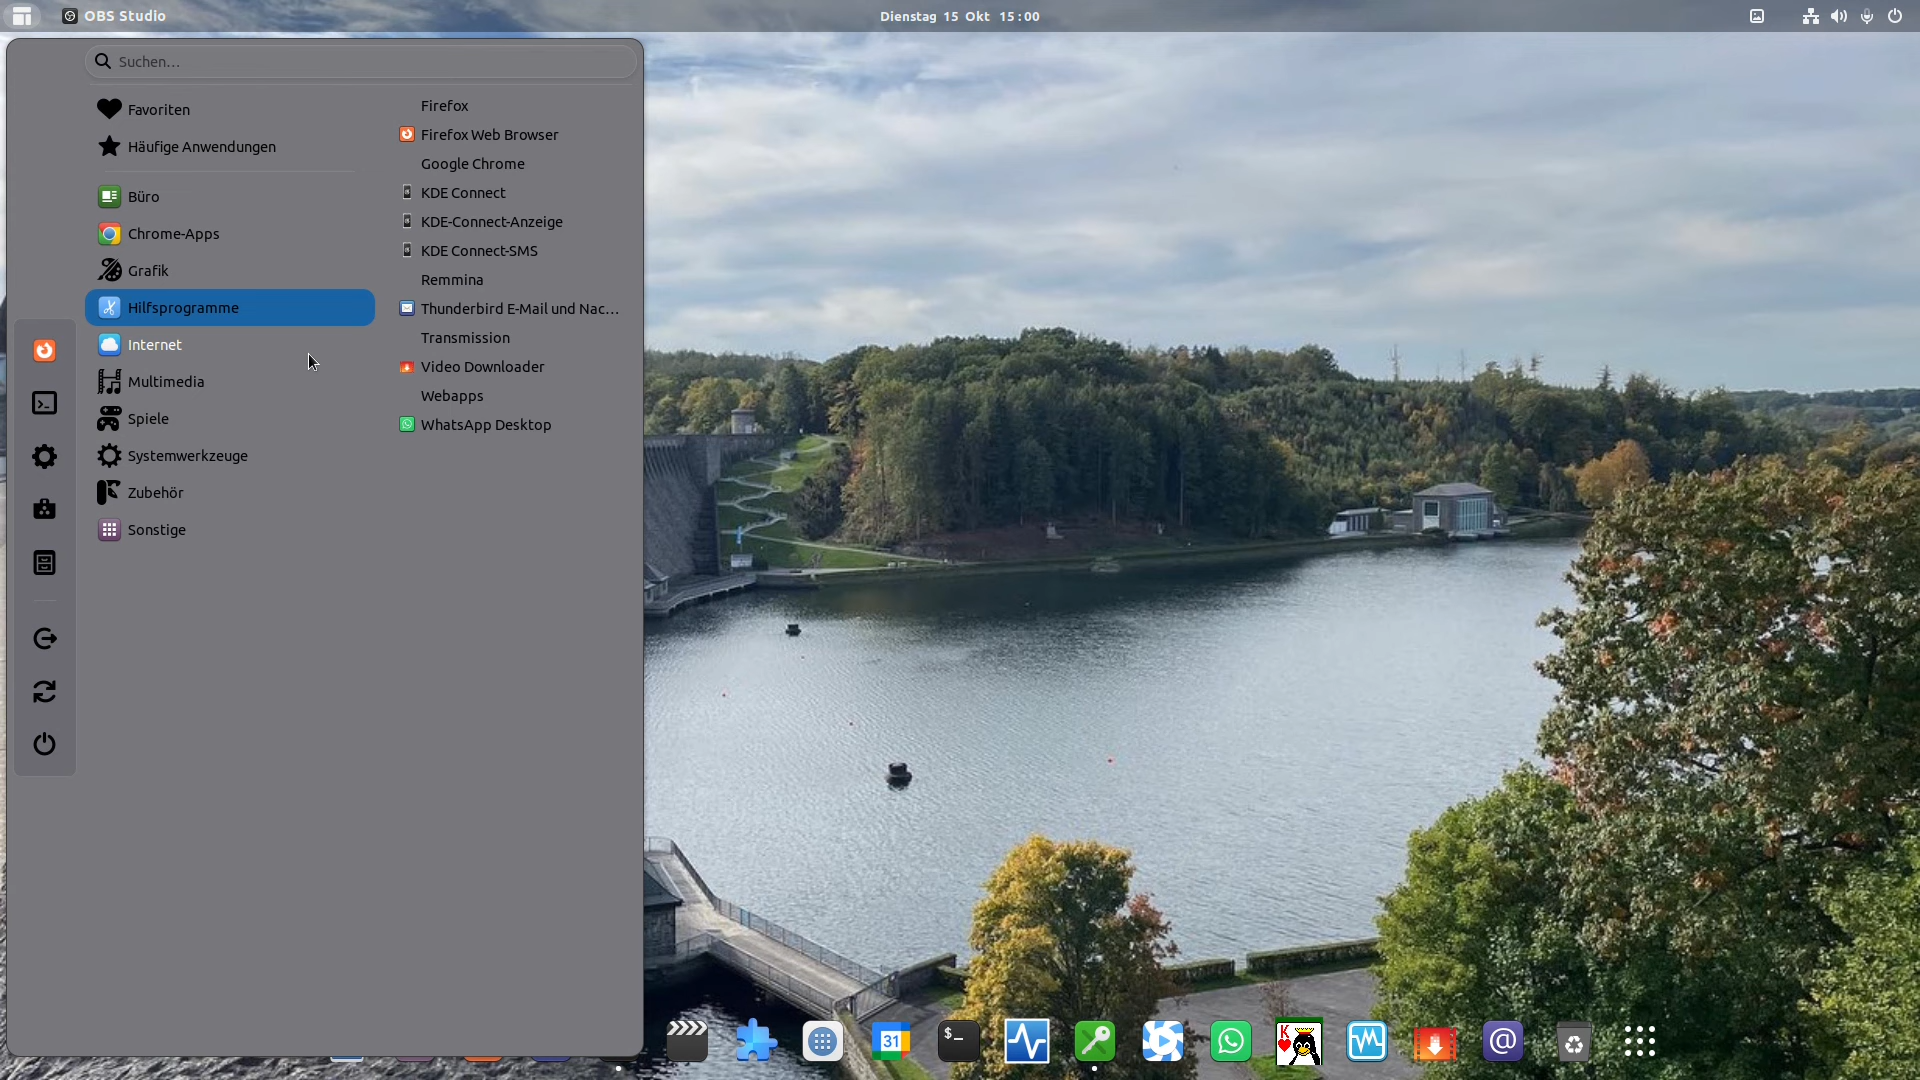 OBS Studio
Dienstag 15 Okt 15:00
Suchen…
Favoriten
Häufige Anwendungen
Büro
Chrome-Apps
Grafik
Hilfsprogramme
Internet
Multimedia
Spiele
Systemwerkzeuge
Zubehör
Sonstige
Firefox
Firefox Web Browser
Google Chrome
KDE Connect
KDE-Connect-Anzeige
KDE Connect-SMS
Remmina
Thunderbird E-Mail und Nac…
Transmission
Video Downloader
Webapps
WhatsApp Desktop
31
$_
K
@